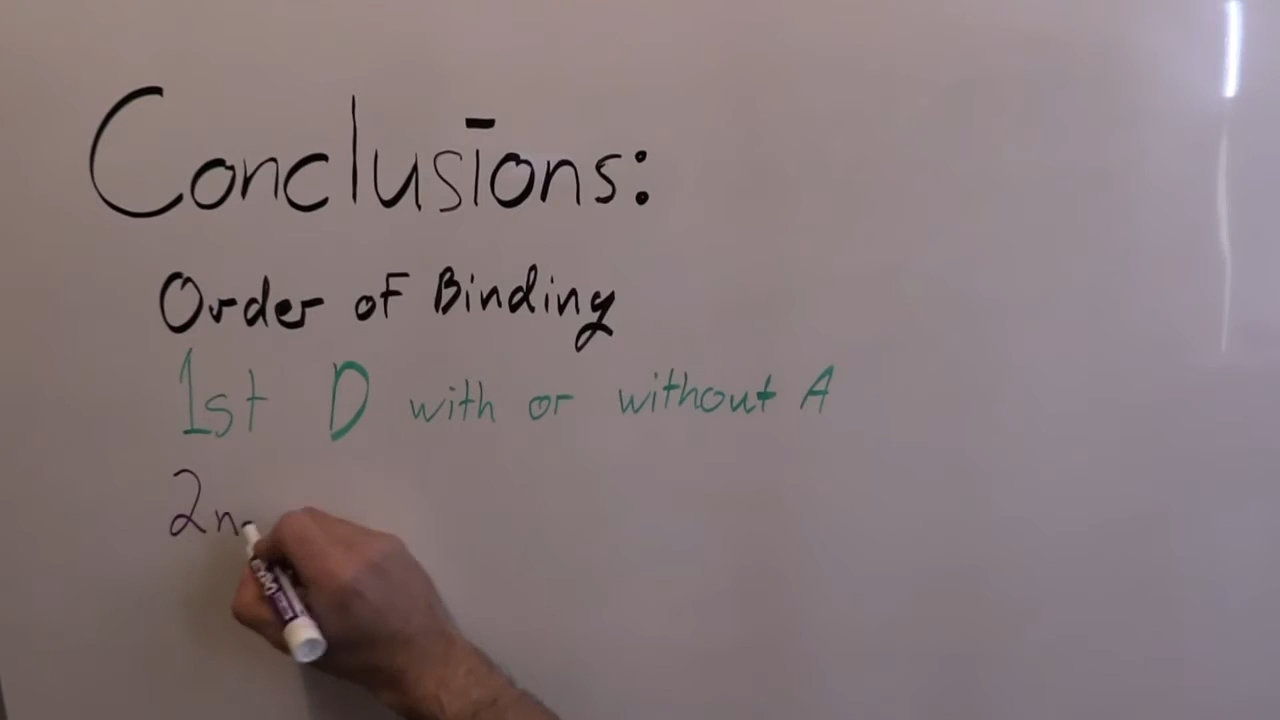 Conclusions:
Order of Binding
1st D with or without A
2n